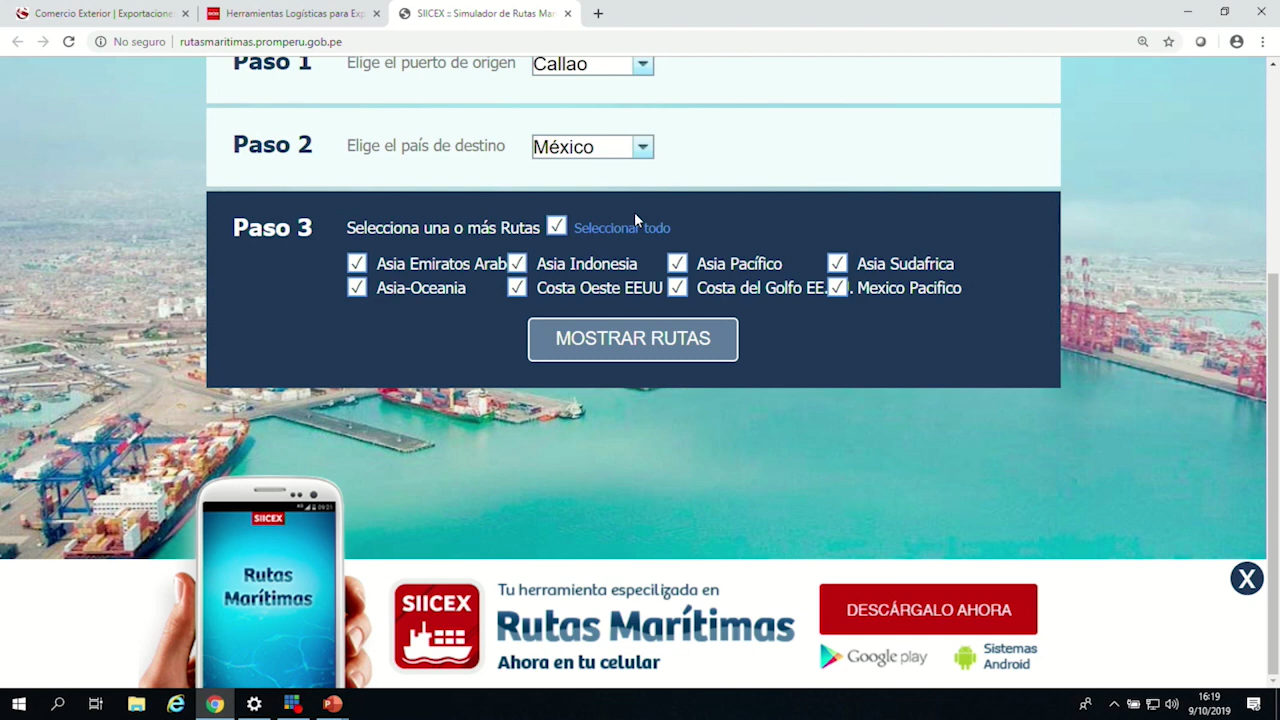 Comercio Exterior | Exportaciones
Herramientas Logísticas para Exp
SIICEX :: Simulador de Rutas Mar
No seguro
rutasmaritimas.promperu.gob.pe
Paso 1
Elige el puerto de origen
Callao
Paso 2
Elige el país de destino
México
Paso 3
Selecciona una o más Rutas
Seleccionar todo
Asia Emiratos Arab
Asia Indonesia
Asia Pacífico
Asia Sudafrica
Asia-Oceania
Costa Oeste EEUU
Costa del Golfo EE.
Mexico Pacifico
MOSTRAR RUTAS
09:21
SIICEX
Rutas
Marítimas
SIICEX
Tu herramienta especilizada en
Rutas Marítimas
Ahora en tu celular
X
DESCÁRGALO AHORA
Google play
Sistemas
Android
16:19
9/10/2019